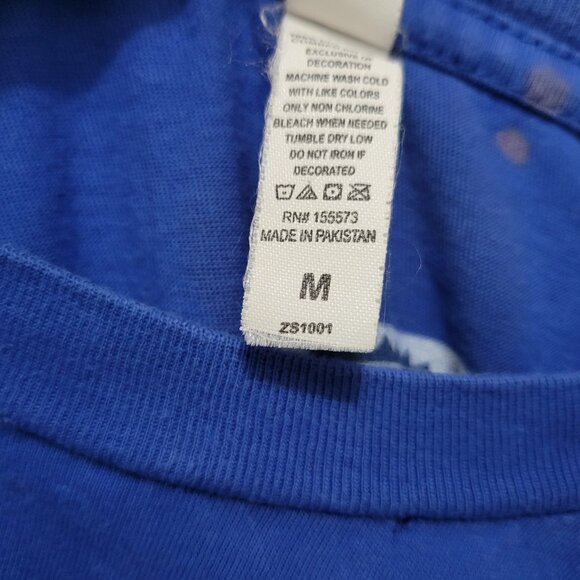 EXCLUSIVE OF
DECORATION
MACHINE WASH COLD
WITH LIKE COLORS
ONLY NON CHLORINE
BLEACH WHEN NEEDED
TUMBLE DRY LOW
DO NOT IRON IF
DECORATED
RN# 155573
MADE IN PAKISTAN
M
ZS1001